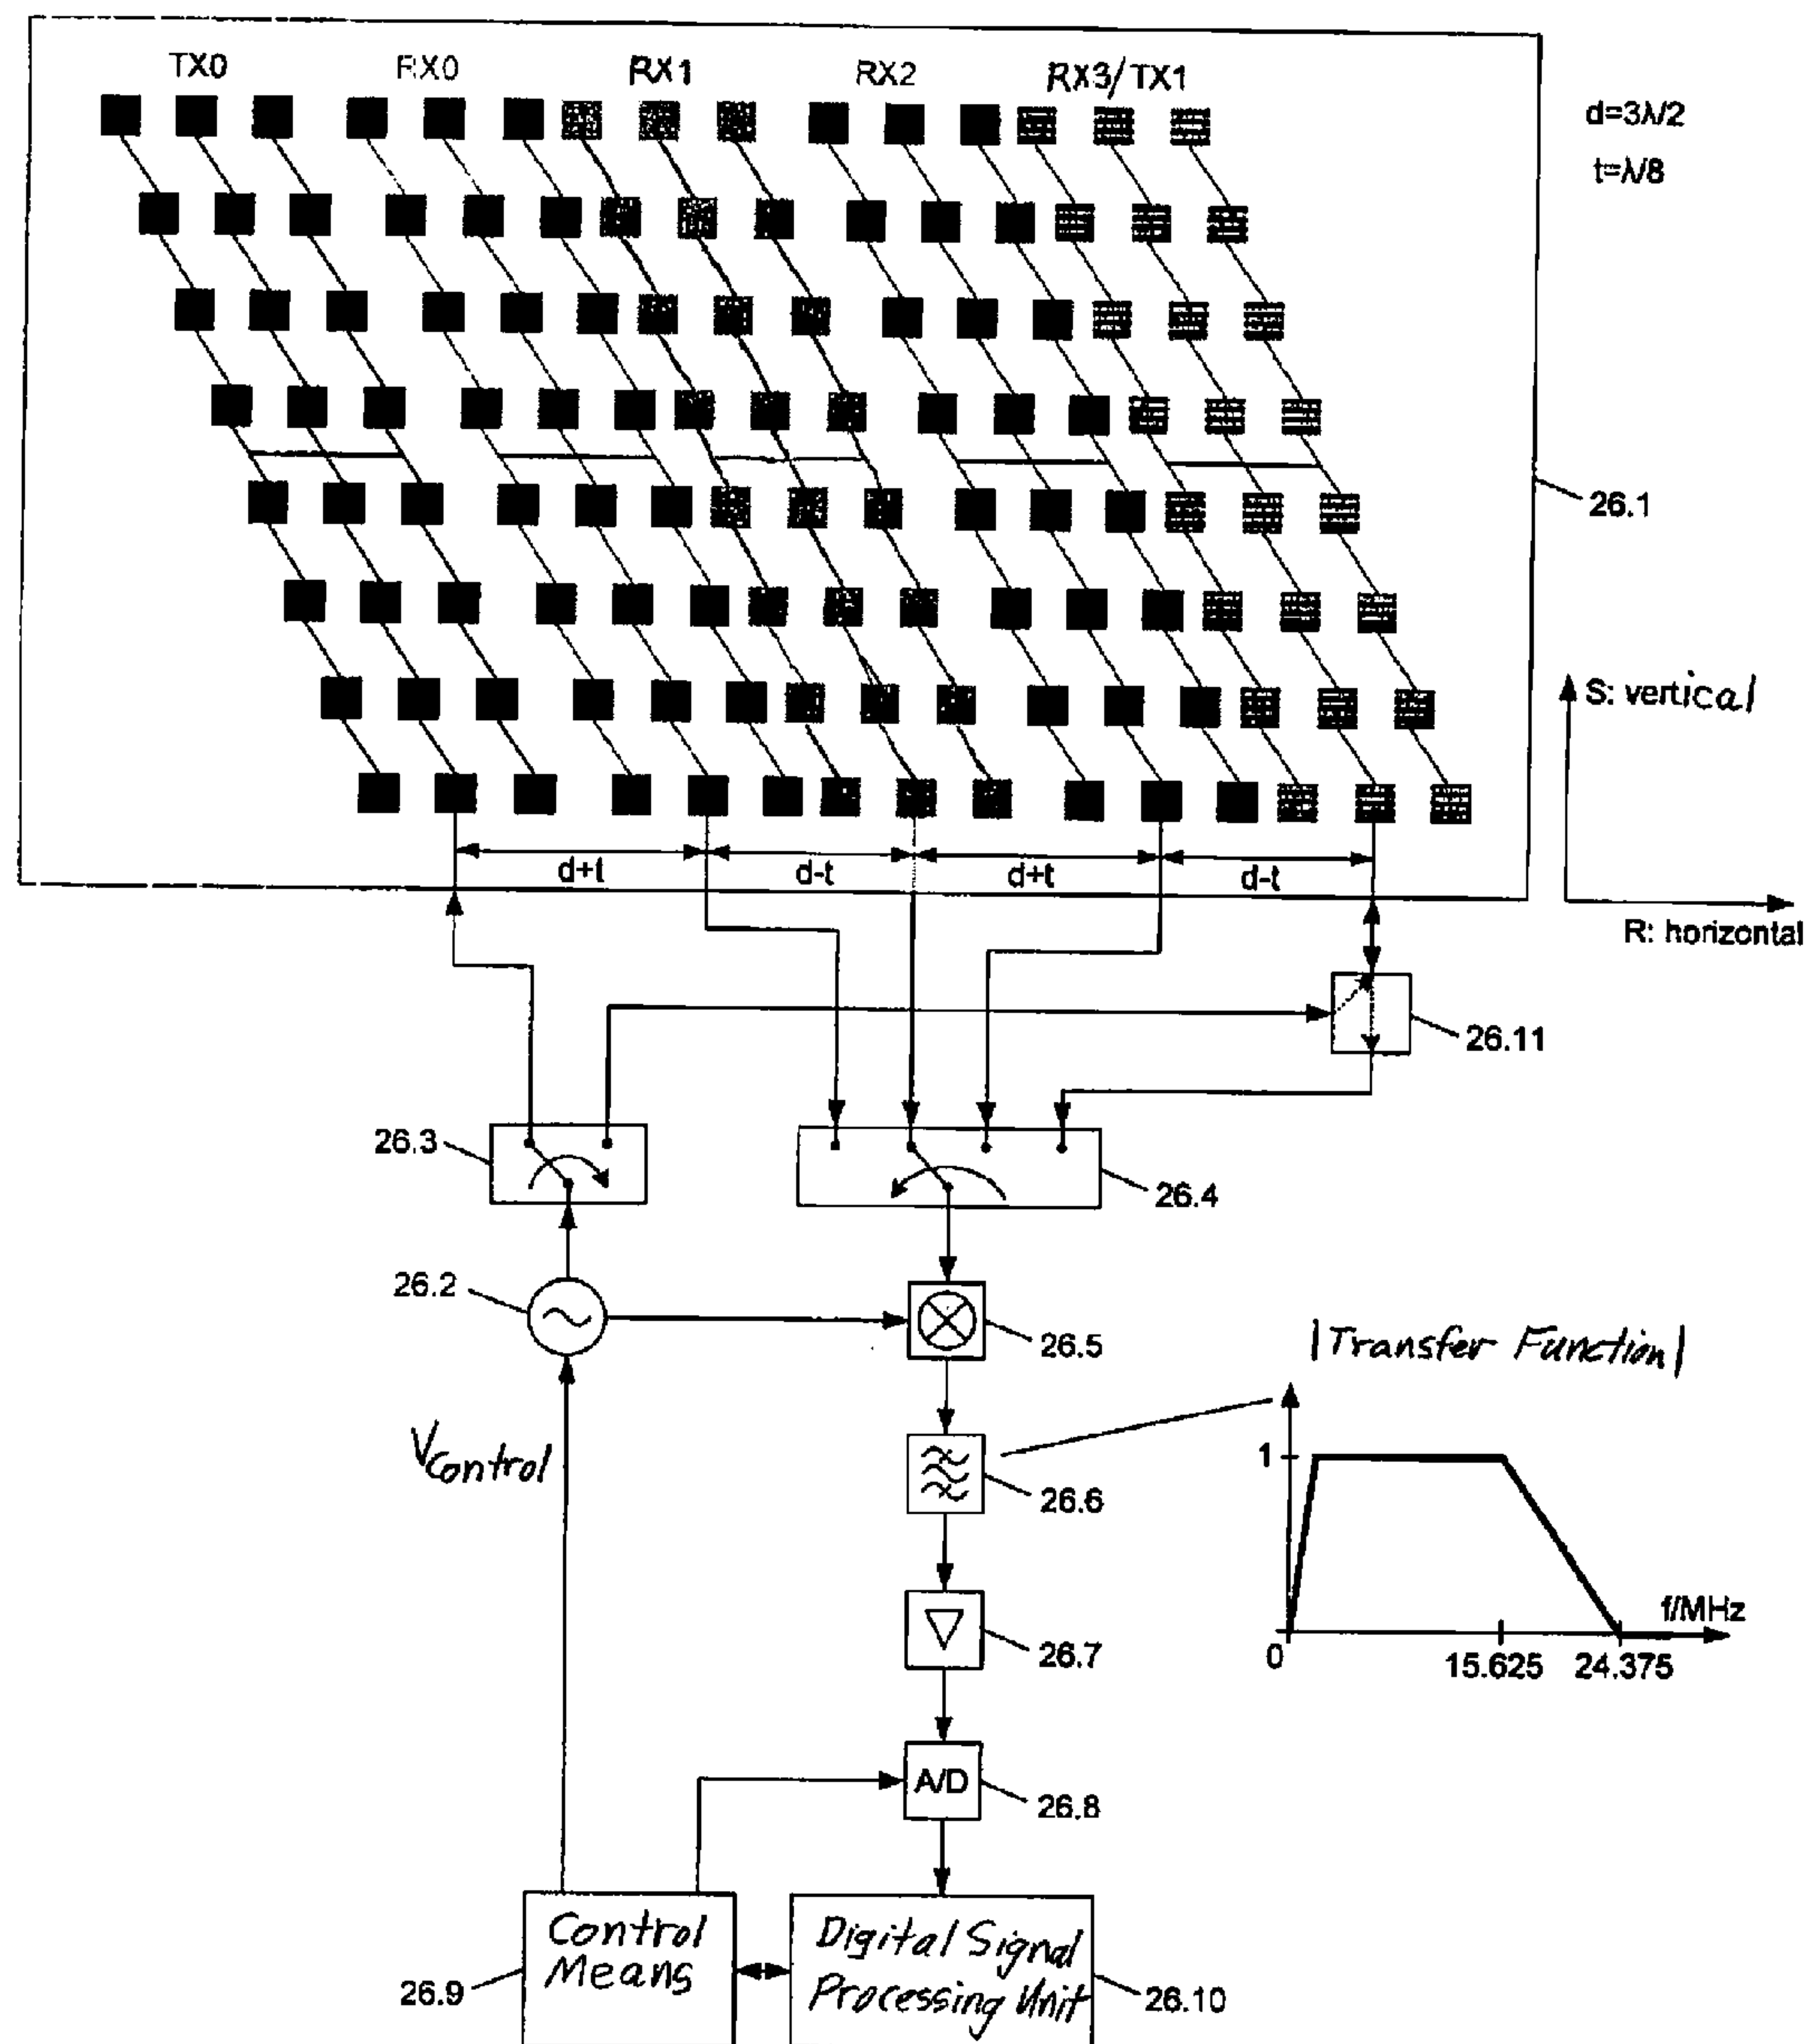 TX0 RX0 RX1 RX2 RX3/TX1
d=3λ/2
t=λ/8
26.1
S: vertical
R: horizontal
d+t d-t d+t d-t
26.11
26.3
26.4
26.2
26.5
|Transfer Function|
Vcontrol
1
26.6
f/MHz
0 15.625 24.375
26.7
A/D
26.8
Control
Means
26.9
Digital Signal
Processing Unit
26.10